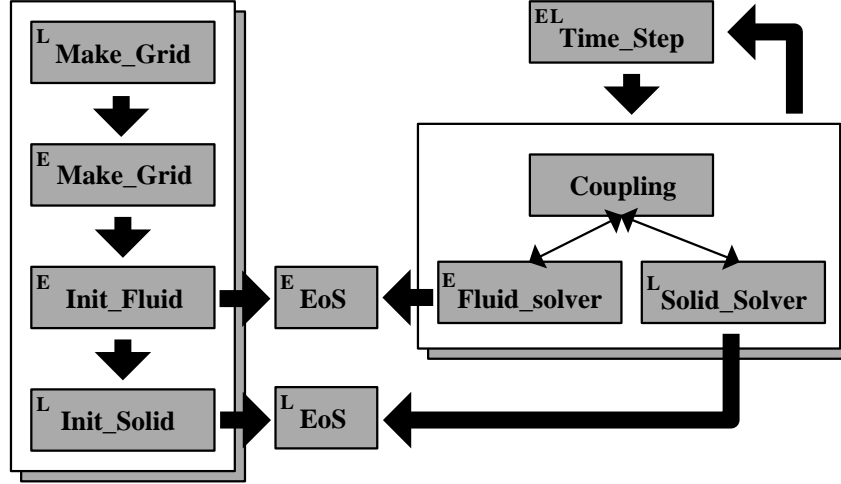 L Make_Grid
E Make_Grid
E Init_Fluid
L Init_Solid
E EoS
L EoS
EL Time_Step
Coupling
E Fluid_solver
L Solid_Solver